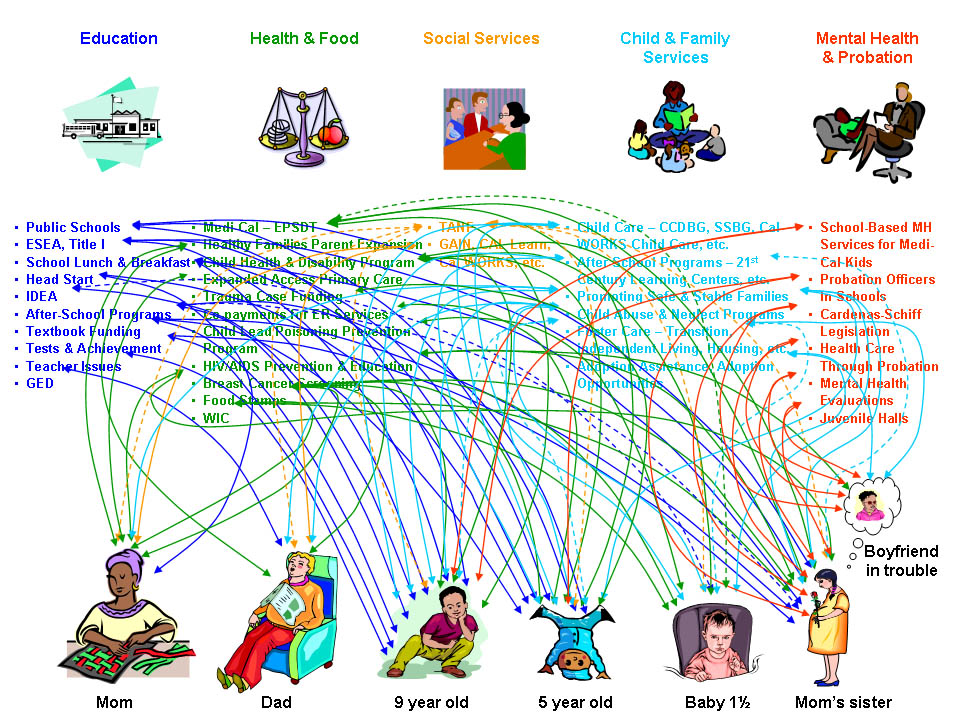 Education
Health & Food
Social Services
Child & Family
Services
Mental Health
& Probation
• Public Schools
• ESEA, Title I
• School Lunch & Breakfast
• Head Start
• IDEA
• After-School Programs
• Textbook Funding
• Tests & Achievement
• Teacher Issues
• GED
• Medi Cal – EPSDT
• Healthy Families Parent Expansion
• Child Health & Disability Program
• Expanded Access Primary Care
• Trauma Case Funding
• Co-payments for ER Services
• Child Lead Poisoning Prevention
Program
• HIV/AIDS Prevention & Education
• Breast Cancer Screening
• Food Stamps
• WIC
• TANF
• GAIN, CAL Learn,
Cal WORKS, etc.
• Child Care – CCDBG, SSBG, Cal
WORKS Child Care, etc.
• After School Programs – 21st
Century Learning Centers, etc.
• Promoting Safe & Stable Families
• Child Abuse & Neglect Programs
• Foster Care – Transition,
Independent Living, Housing, etc.
• Adoption Assistance, Adoption
Opportunities
• School-Based MH
Services for Medi-
Cal-Kids
• Probation Officers
in Schools
• Cardenas-Schiff
Legislation
• Health Care
Through Probation
• Mental Health
Evaluations
• Juvenile Halls
Boyfriend
in trouble
Mom
Dad
9 year old
5 year old
Baby 1½
Mom's sister